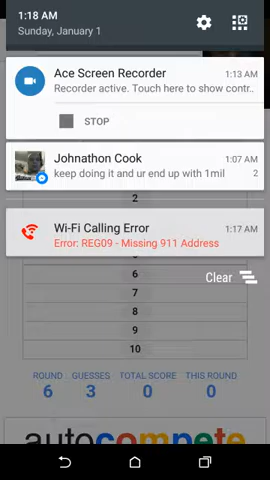 1:18 AM
Sunday, January 1
Ace Screen Recorder 1:13 AM
Recorder active. Touch here to show contr..
STOP
Johnathon Cook 1:07 AM
keep doing it and ur end up with 1mil 2
2
Wi-Fi Calling Error 1:17 AM
Error: REG09 - Missing 911 Address
6
Clear
7
8
9
10
ROUND GUESSES TOTAL SCORE THIS ROUND
6 3 0 0
autocompete